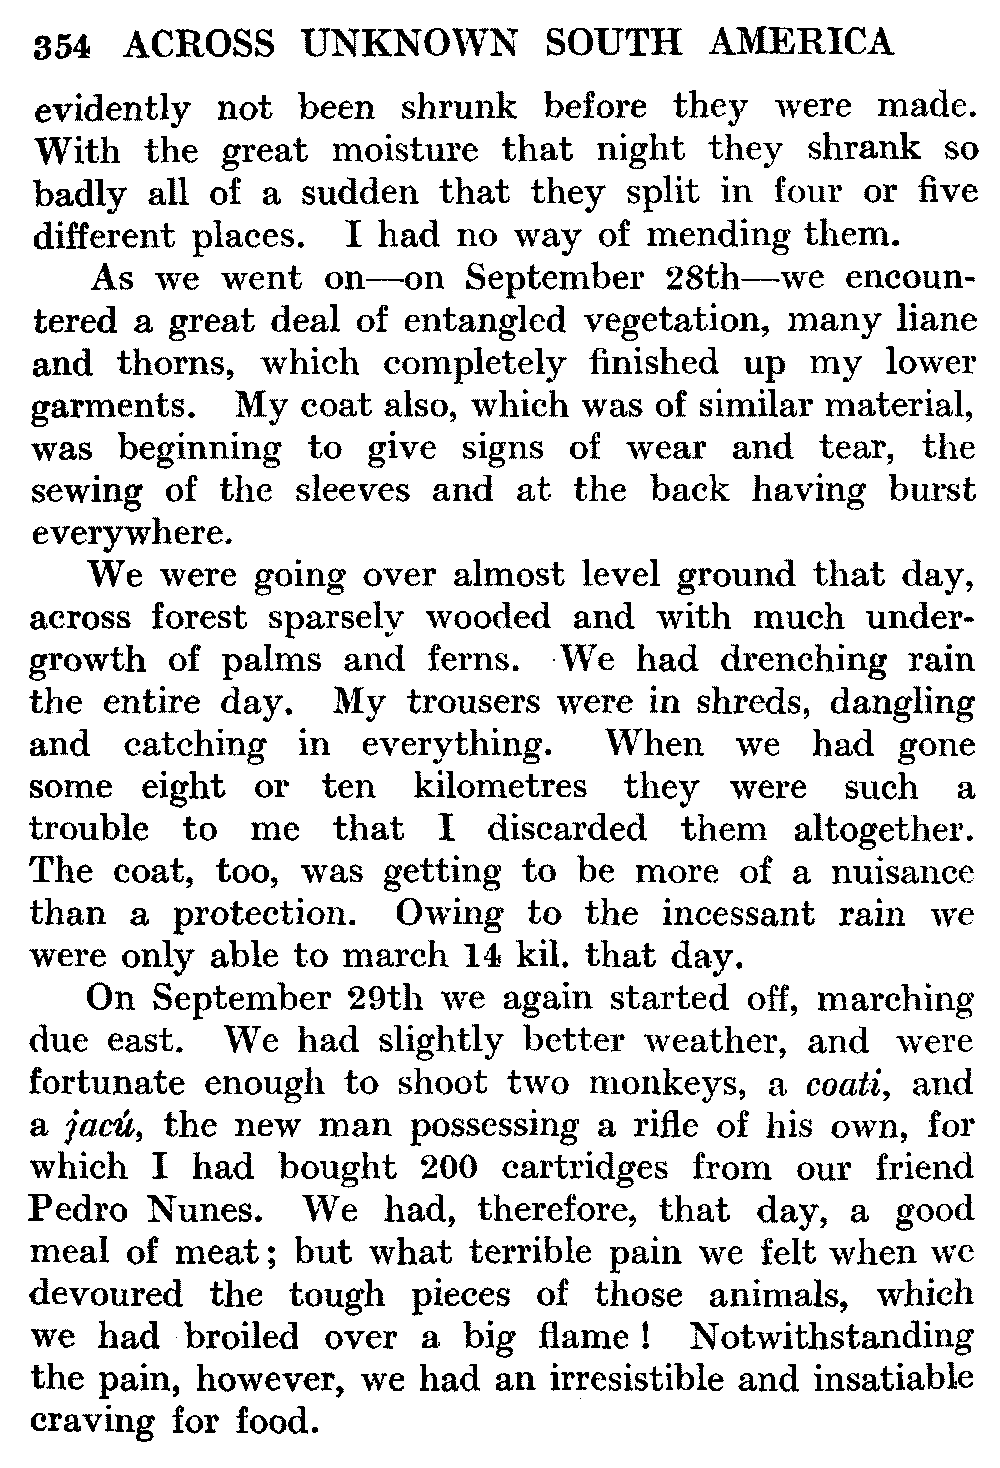 354 ACROSS UNKNOWN SOUTH AMERICA
evidently not been shrunk before they were made.
With the great moisture that night they shrank so
badly all of a sudden that they split in four or five
different places. I had no way of mending them.
As we went on—on September 28th—we encoun-
tered a great deal of entangled vegetation, many liane
and thorns, which completely finished up my lower
garments. My coat also, which was of similar material,
was beginning to give signs of wear and tear, the
sewing of the sleeves and at the back having burst
everywhere.
We were going over almost level ground that day,
across forest sparsely wooded and with much under-
growth of palms and ferns. We had drenching rain
the entire day. My trousers were in shreds, dangling
and catching in everything. When we had gone
some eight or ten kilometres they were such a
trouble to me that I discarded them altogether.
The coat, too, was getting to be more of a nuisance
than a protection. Owing to the incessant rain we
were only able to march 14 kil. that day.
On September 29th we again started off, marching
due east. We had slightly better weather, and were
fortunate enough to shoot two monkeys, a coati, and
a jacú, the new man possessing a rifle of his own, for
which I had bought 200 cartridges from our friend
Pedro Nunes. We had, therefore, that day, a good
meal of meat; but what terrible pain we felt when we
devoured the tough pieces of those animals, which
we had broiled over a big flame! Notwithstanding
the pain, however, we had an irresistible and insatiable
craving for food.